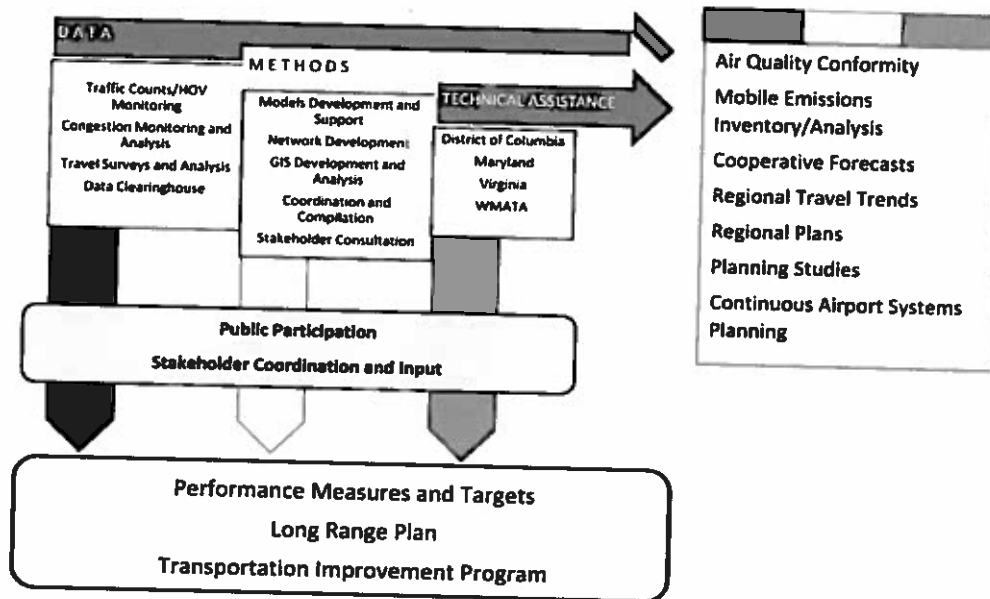 DATA
Traffic Counts/HOV
Monitoring
Congestion Monitoring and
Analysis
Travel Surveys and Analysis
Data Clearinghouse
METHODS
Models Development and
Support
Network Development
GIS Development and
Analysis
Coordination and
Compilation
Stakeholder Consultation
TECHNICAL ASSISTANCE
District of Columbia
Maryland
Virginia
WMATA
Public Participation
Stakeholder Coordination and Input
Performance Measures and Targets
Long Range Plan
Transportation Improvement Program
Air Quality Conformity
Mobile Emissions
Inventory/Analysis
Cooperative Forecasts
Regional Travel Trends
Regional Plans
Planning Studies
Continuous Airport Systems
Planning